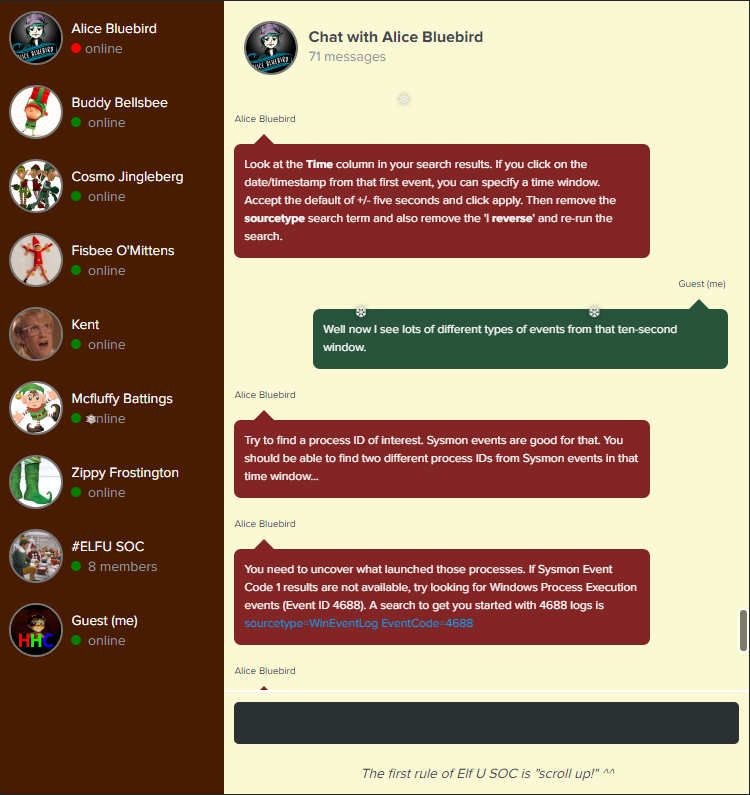 Alice Bluebird
online
Buddy Bellsbee
online
Cosmo Jingleberg
online
Fisbee O'Mittens
online
Kent
online
Mcfluffy Battings
online
Zippy Frostington
online
#ELFU SOC
8 members
HHC
Guest (me)
online
ALICE BLUEBIRD
Chat with Alice Bluebird
71 messages
Alice Bluebird
Look at the Time column in your search results. If you click on the
date/timestamp from that first event, you can specify a time window.
Accept the default of +/- five seconds and click apply. Then remove the
sourcetype search term and also remove the '| reverse' and re-run the
search.
Guest (me)
Well now I see lots of different types of events from that ten-second
window.
Alice Bluebird
Try to find a process ID of interest. Sysmon events are good for that. You
should be able to find two different process IDs from Sysmon events in that
time window...
Alice Bluebird
You need to uncover what launched those processes. If Sysmon Event
Code 1 results are not available, try looking for Windows Process Execution
events (Event ID 4688). A search to get you started with 4688 logs is
sourcetype=WinEventLog EventCode=4688
Alice Bluebird
The first rule of Elf U SOC is "scroll up!" ^^